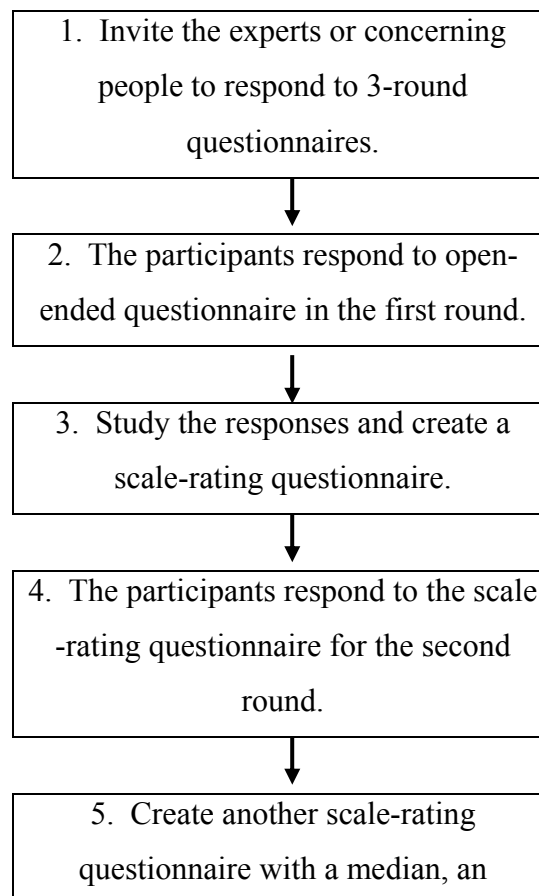 1. Invite the experts or concerning
people to respond to 3-round
questionnaires.
2. The participants respond to open-
ended questionnaire in the first round.
3. Study the responses and create a
scale-rating questionnaire.
4. The participants respond to the scale
-rating questionnaire for the second
round.
5. Create another scale-rating
questionnaire with a median, an